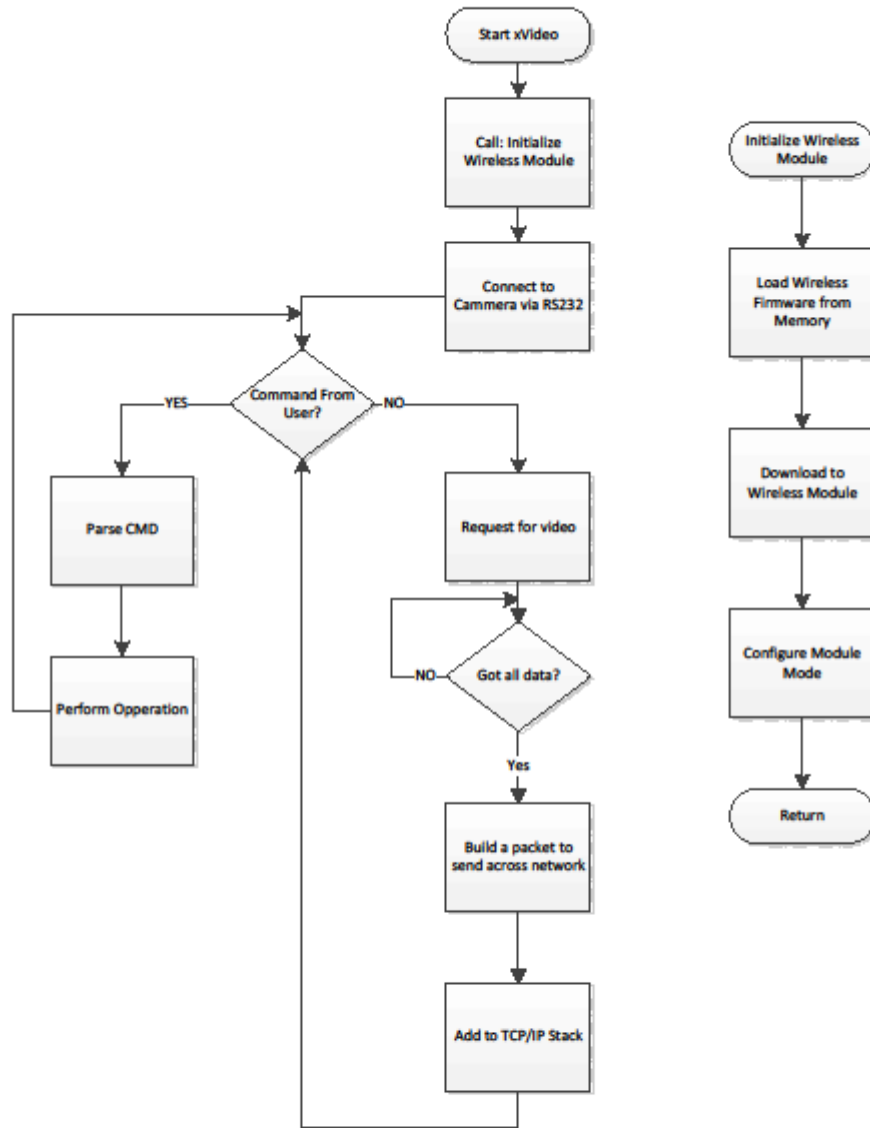 Start xVideo
Call: Initialize
Wireless Module
Connect to
Cammera via RS232
Command From
User?
YES
NO
Parse CMD
Perform Opperation
Request for video
Got all data?
NO
Yes
Build a packet to
send across network
Add to TCP/IP Stack
Initialize Wireless
Module
Load Wireless
Firmware from
Memory
Download to
Wireless Module
Configure Module
Mode
Return